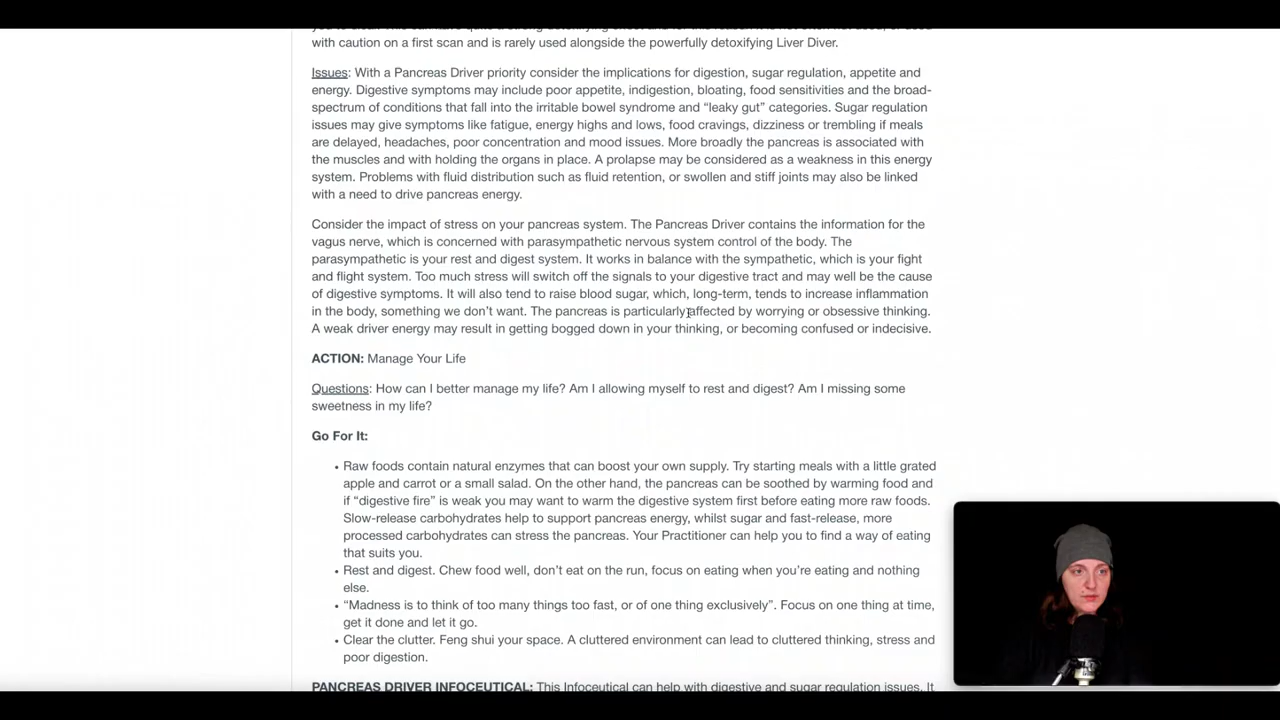 with caution on a first scan and is rarely used alongside the powerfully detoxifying Liver Diver.
Issues: With a Pancreas Driver priority consider the implications for digestion, sugar regulation, appetite and
energy. Digestive symptoms may include poor appetite, indigestion, bloating, food sensitivities and the broad-
spectrum of conditions that fall into the irritable bowel syndrome and “leaky gut” categories. Sugar regulation
issues may give symptoms like fatigue, energy highs and lows, food cravings, dizziness or trembling if meals
are delayed, headaches, poor concentration and mood issues. More broadly the pancreas is associated with
the muscles and with holding the organs in place. A prolapse may be considered as a weakness in this energy
system. Problems with fluid distribution such as fluid retention, or swollen and stiff joints may also be linked
with a need to drive pancreas energy.
Consider the impact of stress on your pancreas system. The Pancreas Driver contains the information for the
vagus nerve, which is concerned with parasympathetic nervous system control of the body. The
parasympathetic is your rest and digest system. It works in balance with the sympathetic, which is your fight
and flight system. Too much stress will switch off the signals to your digestive tract and may well be the cause
of digestive symptoms. It will also tend to raise blood sugar, which, long-term, tends to increase inflammation
in the body, something we don’t want. The pancreas is particularly affected by worrying or obsessive thinking.
A weak driver energy may result in getting bogged down in your thinking, or becoming confused or indecisive.
ACTION: Manage Your Life
Questions: How can I better manage my life? Am I allowing myself to rest and digest? Am I missing some
sweetness in my life?
Go For It:
• Raw foods contain natural enzymes that can boost your own supply. Try starting meals with a little grated
apple and carrot or a small salad. On the other hand, the pancreas can be soothed by warming food and
if “digestive fire” is weak you may want to warm the digestive system first before eating more raw foods.
Slow-release carbohydrates help to support pancreas energy, whilst sugar and fast-release, more
processed carbohydrates can stress the pancreas. Your Practitioner can help you to find a way of eating
that suits you.
• Rest and digest. Chew food well, don’t eat on the run, focus on eating when you’re eating and nothing
else.
• “Madness is to think of too many things too fast, or of one thing exclusively”. Focus on one thing at time,
get it done and let it go.
• Clear the clutter. Feng shui your space. A cluttered environment can lead to cluttered thinking, stress and
poor digestion.
PANCREAS DRIVER INFOCEUTICAL: This Infoceutical can help with digestive and sugar regulation issues. It